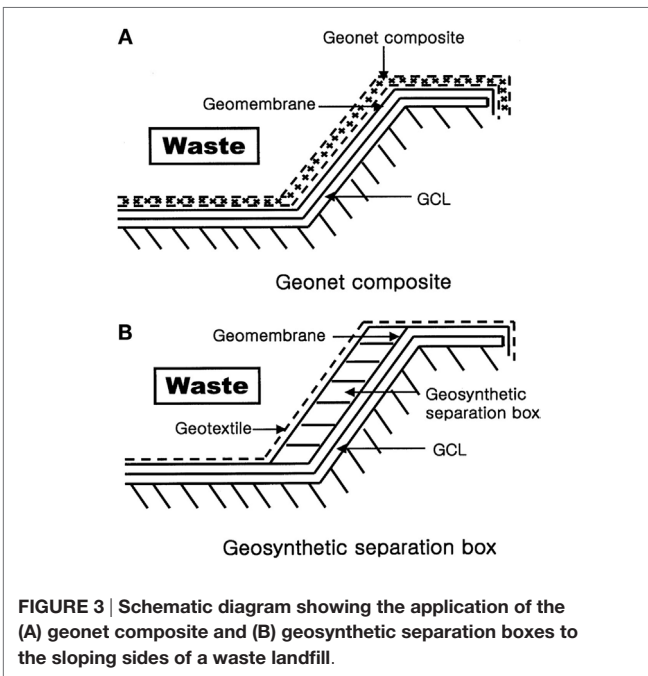 A
Geonet composite
Geomembrane
Waste
GCL
Geonet composite
B
Geomembrane
Waste
Geosynthetic
separation box
Geotextile
GCL
Geosynthetic separation box
FIGURE 3 | Schematic diagram showing the application of the
(A) geonet composite and (B) geosynthetic separation boxes to
the sloping sides of a waste landfill.